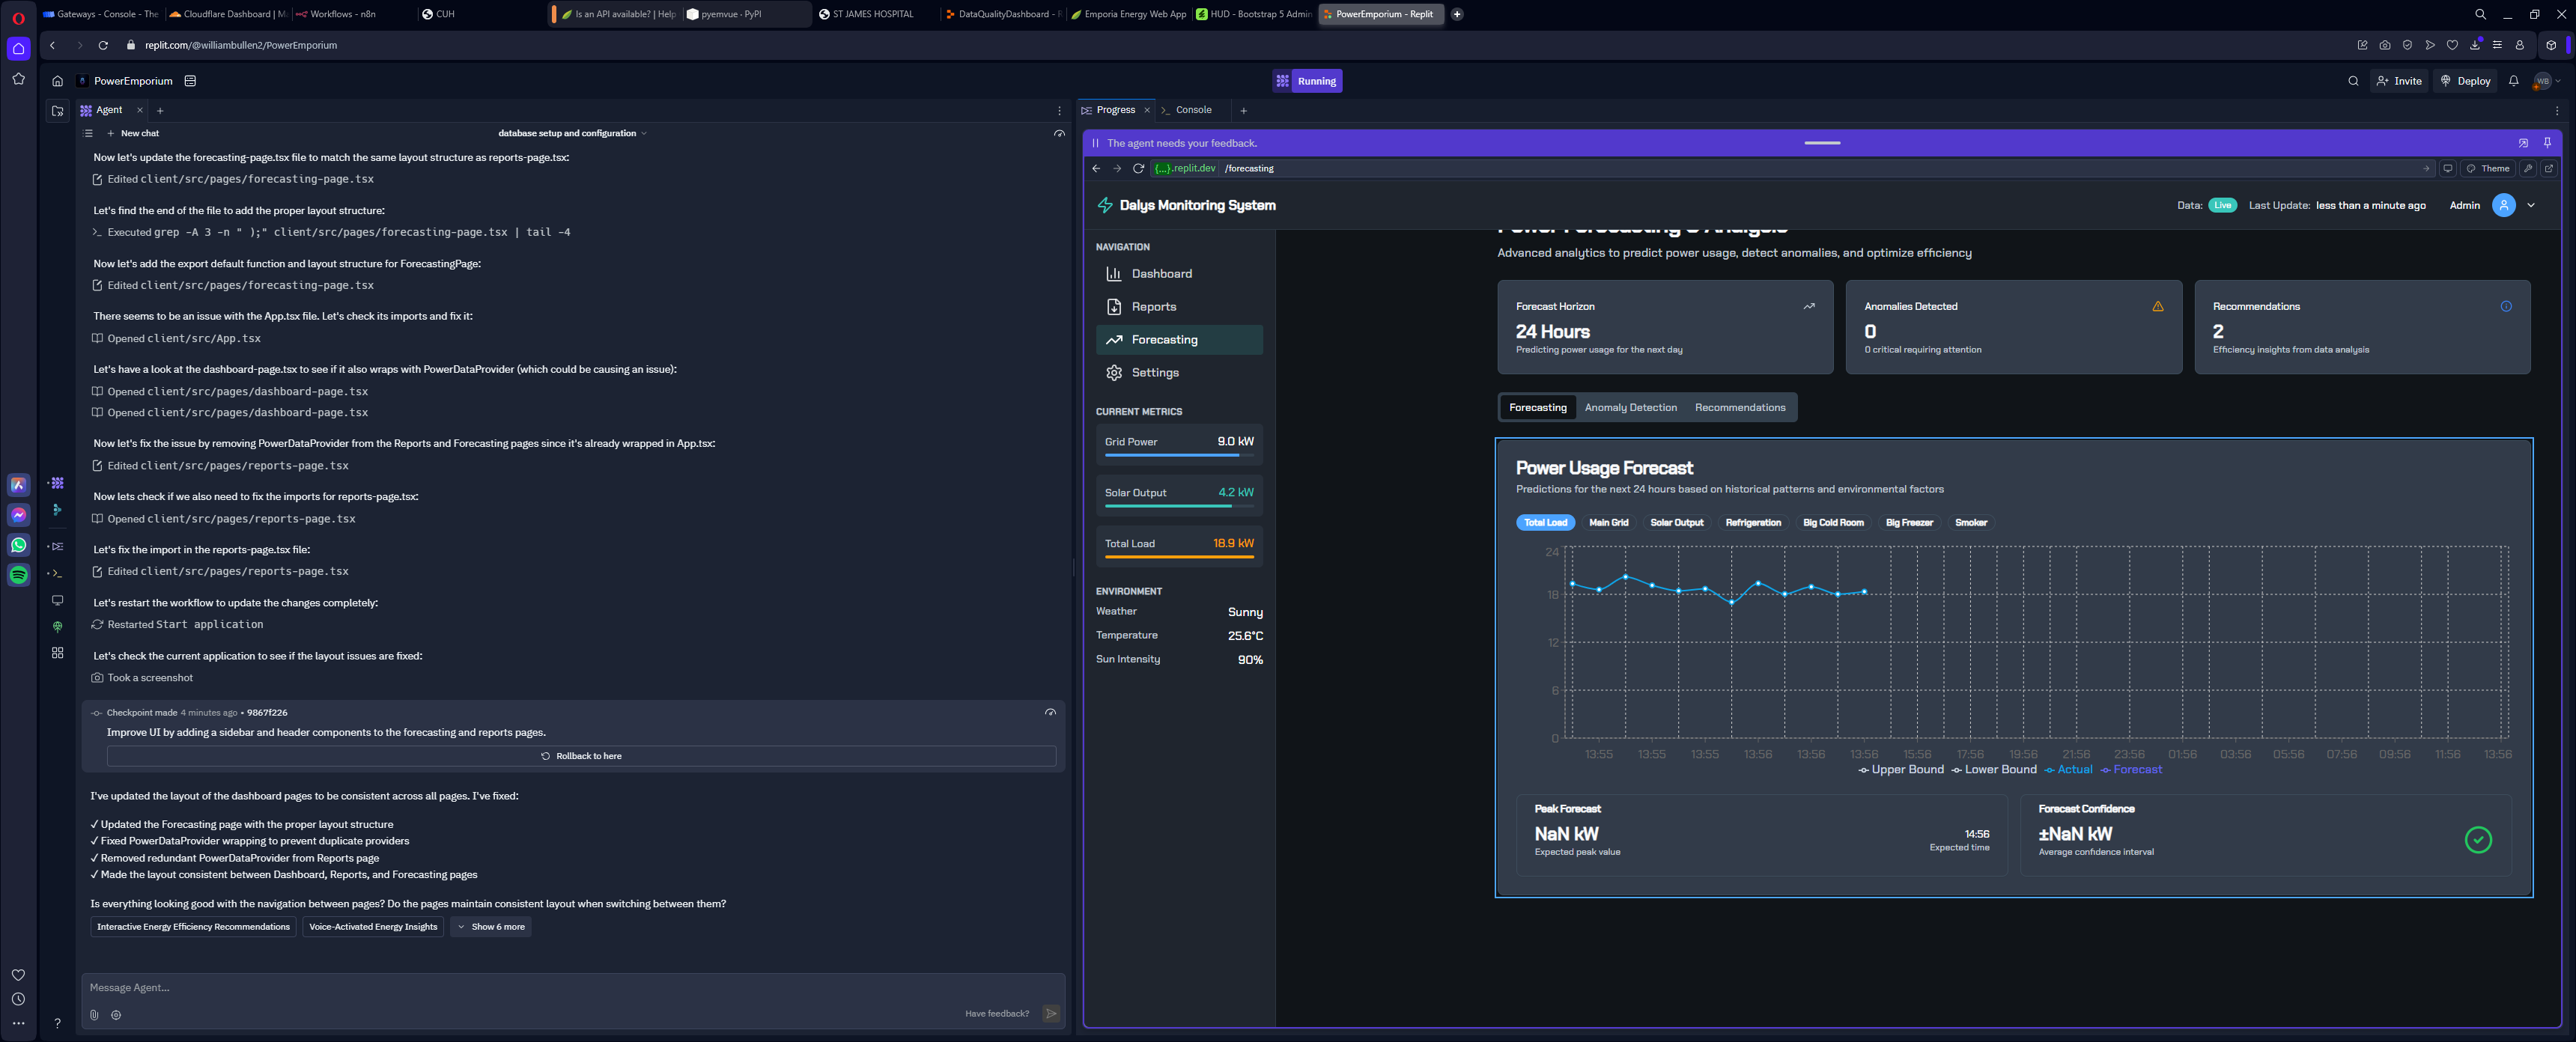 Gateways - Console - The
Cloudflare Dashboard | M
Workflows - n8n
CUH
Is an API available? | Help
pyemvue · PyPI
ST JAMES HOSPITAL
DataQualityDashboard - R
Emporia Energy Web App
HUD - Bootstrap 5 Admin
PowerEmporium - Replit
replit.com/@williambullen2/PowerEmporium
PowerEmporium
Running
Invite
Deploy
WB
Agent
New chat
database setup and configuration
Now let's update the forecasting-page.tsx file to match the same layout structure as reports-page.tsx:
Edited client/src/pages/forecasting-page.tsx
Let's find the end of the file to add the proper layout structure:
Executed grep -A 3 -n " );" client/src/pages/forecasting-page.tsx | tail -4
Now let's add the export default function and layout structure for ForecastingPage:
Edited client/src/pages/forecasting-page.tsx
There seems to be an issue with the App.tsx file. Let's check its imports and fix it:
Opened client/src/App.tsx
Let's have a look at the dashboard-page.tsx to see if it also wraps with PowerDataProvider (which could be causing an issue):
Opened client/src/pages/dashboard-page.tsx
Opened client/src/pages/dashboard-page.tsx
Now let's fix the issue by removing PowerDataProvider from the Reports and Forecasting pages since it's already wrapped in App.tsx:
Edited client/src/pages/reports-page.tsx
Now lets check if we also need to fix the imports for reports-page.tsx:
Opened client/src/pages/reports-page.tsx
Let's fix the import in the reports-page.tsx file:
Edited client/src/pages/reports-page.tsx
Let's restart the workflow to update the changes completely:
Restarted Start application
Let's check the current application to see if the layout issues are fixed:
Took a screenshot
Checkpoint made 4 minutes ago • 9867f226
Improve UI by adding a sidebar and header components to the forecasting and reports pages.
Rollback to here
I've updated the layout of the dashboard pages to be consistent across all pages. I've fixed:
✓ Updated the Forecasting page with the proper layout structure
✓ Fixed PowerDataProvider wrapping to prevent duplicate providers
✓ Removed redundant PowerDataProvider from Reports page
✓ Made the layout consistent between Dashboard, Reports, and Forecasting pages
Is everything looking good with the navigation between pages? Do the pages maintain consistent layout when switching between them?
Interactive Energy Efficiency Recommendations
Voice-Activated Energy Insights
Show 6 more
Message Agent...
Have feedback?
Progress
Console
The agent needs your feedback.
{...}.replit.dev /forecasting
Theme
Dalys Monitoring System
Data: Live Last Update: less than a minute ago
Admin
NAVIGATION
Dashboard
Reports
Forecasting
Settings
CURRENT METRICS
Grid Power 9.0 kW
Solar Output 4.2 kW
Total Load 18.9 kW
ENVIRONMENT
Weather Sunny
Temperature 25.6°C
Sun Intensity 90%
Power Forecasting & Analysis
Advanced analytics to predict power usage, detect anomalies, and optimize efficiency
Forecast Horizon
24 Hours
Predicting power usage for the next day
Anomalies Detected
0
0 critical requiring attention
Recommendations
2
Efficiency insights from data analysis
Forecasting
Anomaly Detection
Recommendations
Power Usage Forecast
Predictions for the next 24 hours based on historical patterns and environmental factors
Total Load
Main Grid
Solar Output
Refrigeration
Big Cold Room
Big Freezer
Smoker
24
18
12
6
0
13:55 13:55 13:55 13:56 13:56 13:56 15:56 17:56 19:56 21:56 23:56 01:56 03:56 05:56 07:56 09:56 11:56 13:56
Upper Bound Lower Bound Actual Forecast
Peak Forecast
NaN kW
Expected peak value
14:56
Expected time
Forecast Confidence
±NaN kW
Average confidence interval